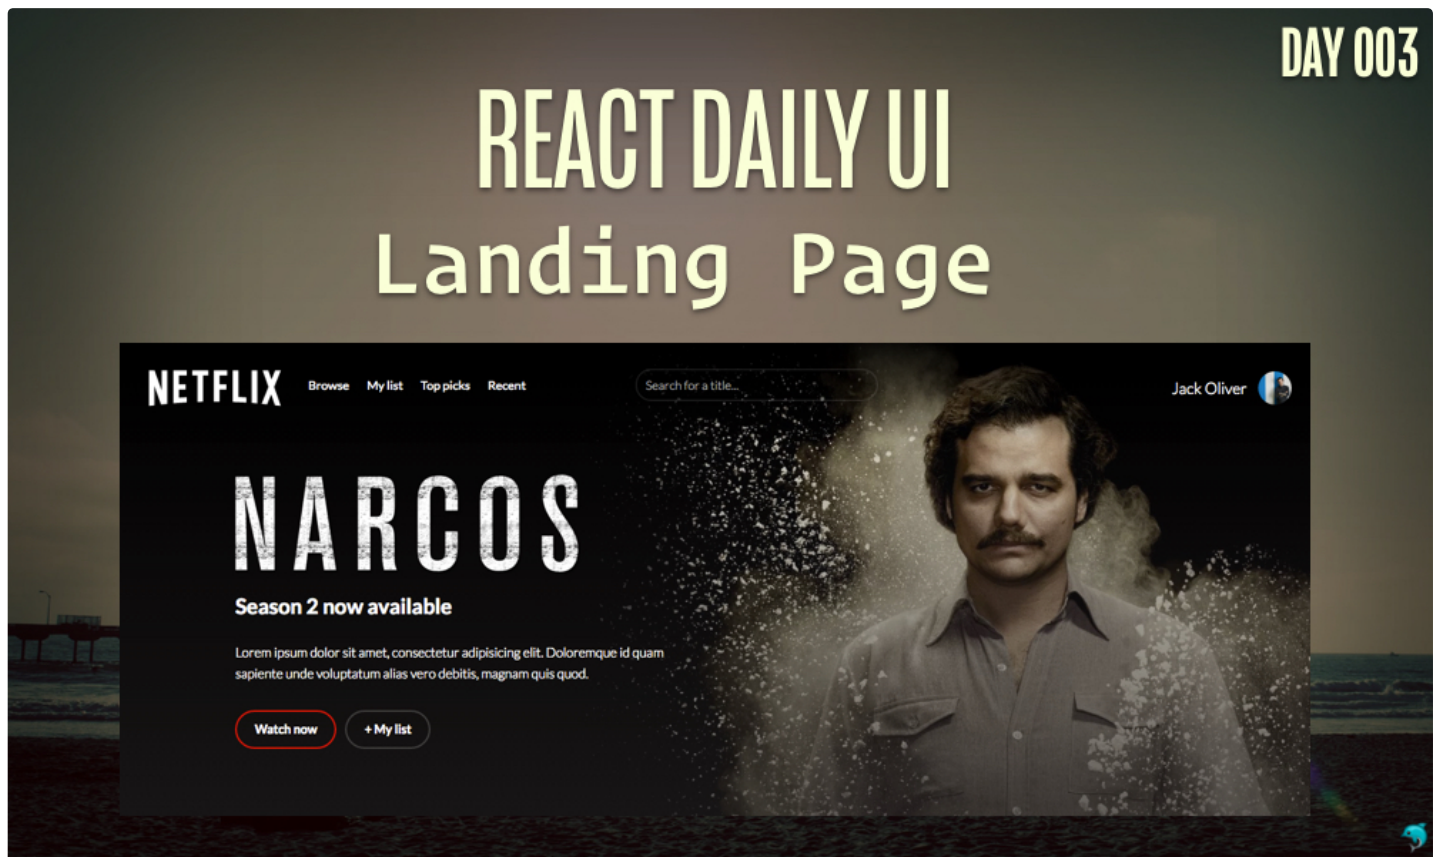 DAY 003
REACT DAILY UI
Landing Page
NETFLIX
Browse My list Top picks Recent
Search for a title...
Jack Oliver
NARCOS
Season 2 now available
Lorem ipsum dolor sit amet, consectetur adipisicing elit. Doloremque id quam
sapiente unde voluptatum alias vero debitis, magnam quis quod.
Watch now
+ My list